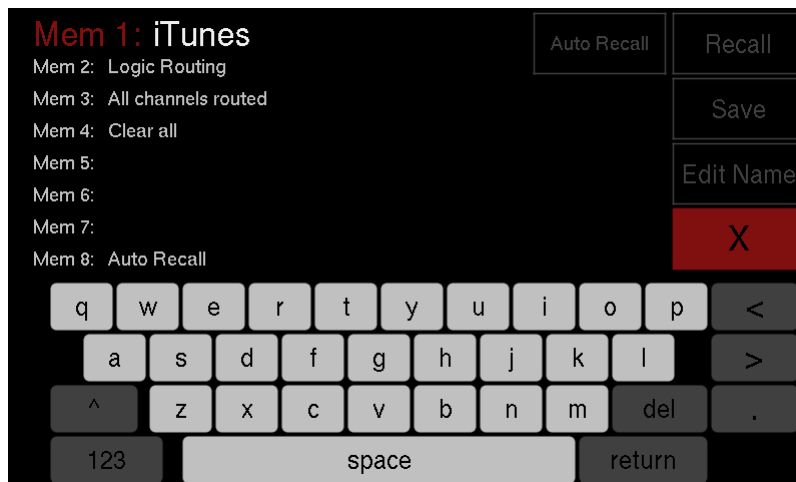 Mem 1: iTunes
Auto Recall
Recall
Mem 2: Logic Routing
Mem 3: All channels routed
Save
Mem 4: Clear all
Mem 5:
Edit Name
Mem 6:
Mem 7:
X
Mem 8: Auto Recall
q w e r t y u i o p <
a s d f g h j k l >
^ z x c v b n m del .
123 space return